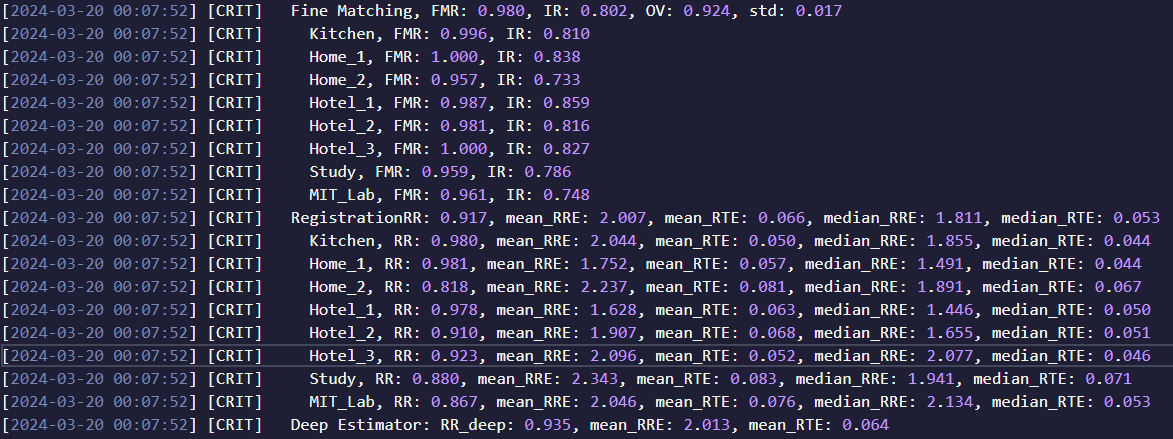 [2024-03-20 00:07:52] [CRIT] Fine Matching, FMR: 0.980, IR: 0.802, OV: 0.924, std: 0.017
[2024-03-20 00:07:52] [CRIT] Kitchen, FMR: 0.996, IR: 0.810
[2024-03-20 00:07:52] [CRIT] Home_1, FMR: 1.000, IR: 0.838
[2024-03-20 00:07:52] [CRIT] Home_2, FMR: 0.957, IR: 0.733
[2024-03-20 00:07:52] [CRIT] Hotel_1, FMR: 0.987, IR: 0.859
[2024-03-20 00:07:52] [CRIT] Hotel_2, FMR: 0.981, IR: 0.816
[2024-03-20 00:07:52] [CRIT] Hotel_3, FMR: 1.000, IR: 0.827
[2024-03-20 00:07:52] [CRIT] Study, FMR: 0.959, IR: 0.786
[2024-03-20 00:07:52] [CRIT] MIT_Lab, FMR: 0.961, IR: 0.748
[2024-03-20 00:07:52] [CRIT] RegistrationRR: 0.917, mean_RRE: 2.007, mean_RTE: 0.066, median_RRE: 1.811, median_RTE: 0.053
[2024-03-20 00:07:52] [CRIT] Kitchen, RR: 0.980, mean_RRE: 2.044, mean_RTE: 0.050, median_RRE: 1.855, median_RTE: 0.044
[2024-03-20 00:07:52] [CRIT] Home_1, RR: 0.981, mean_RRE: 1.752, mean_RTE: 0.057, median_RRE: 1.491, median_RTE: 0.044
[2024-03-20 00:07:52] [CRIT] Home_2, RR: 0.818, mean_RRE: 2.237, mean_RTE: 0.081, median_RRE: 1.891, median_RTE: 0.067
[2024-03-20 00:07:52] [CRIT] Hotel_1, RR: 0.978, mean_RRE: 1.628, mean_RTE: 0.063, median_RRE: 1.446, median_RTE: 0.050
[2024-03-20 00:07:52] [CRIT] Hotel_2, RR: 0.910, mean_RRE: 1.907, mean_RTE: 0.068, median_RRE: 1.655, median_RTE: 0.051
[2024-03-20 00:07:52] [CRIT] Hotel_3, RR: 0.923, mean_RRE: 2.096, mean_RTE: 0.052, median_RRE: 2.077, median_RTE: 0.046
[2024-03-20 00:07:52] [CRIT] Study, RR: 0.880, mean_RRE: 2.343, mean_RTE: 0.083, median_RRE: 1.941, median_RTE: 0.071
[2024-03-20 00:07:52] [CRIT] MIT_Lab, RR: 0.867, mean_RRE: 2.046, mean_RTE: 0.076, median_RRE: 2.134, median_RTE: 0.053
[2024-03-20 00:07:52] [CRIT] Deep Estimator: RR_deep: 0.935, mean_RRE: 2.013, mean_RTE: 0.064